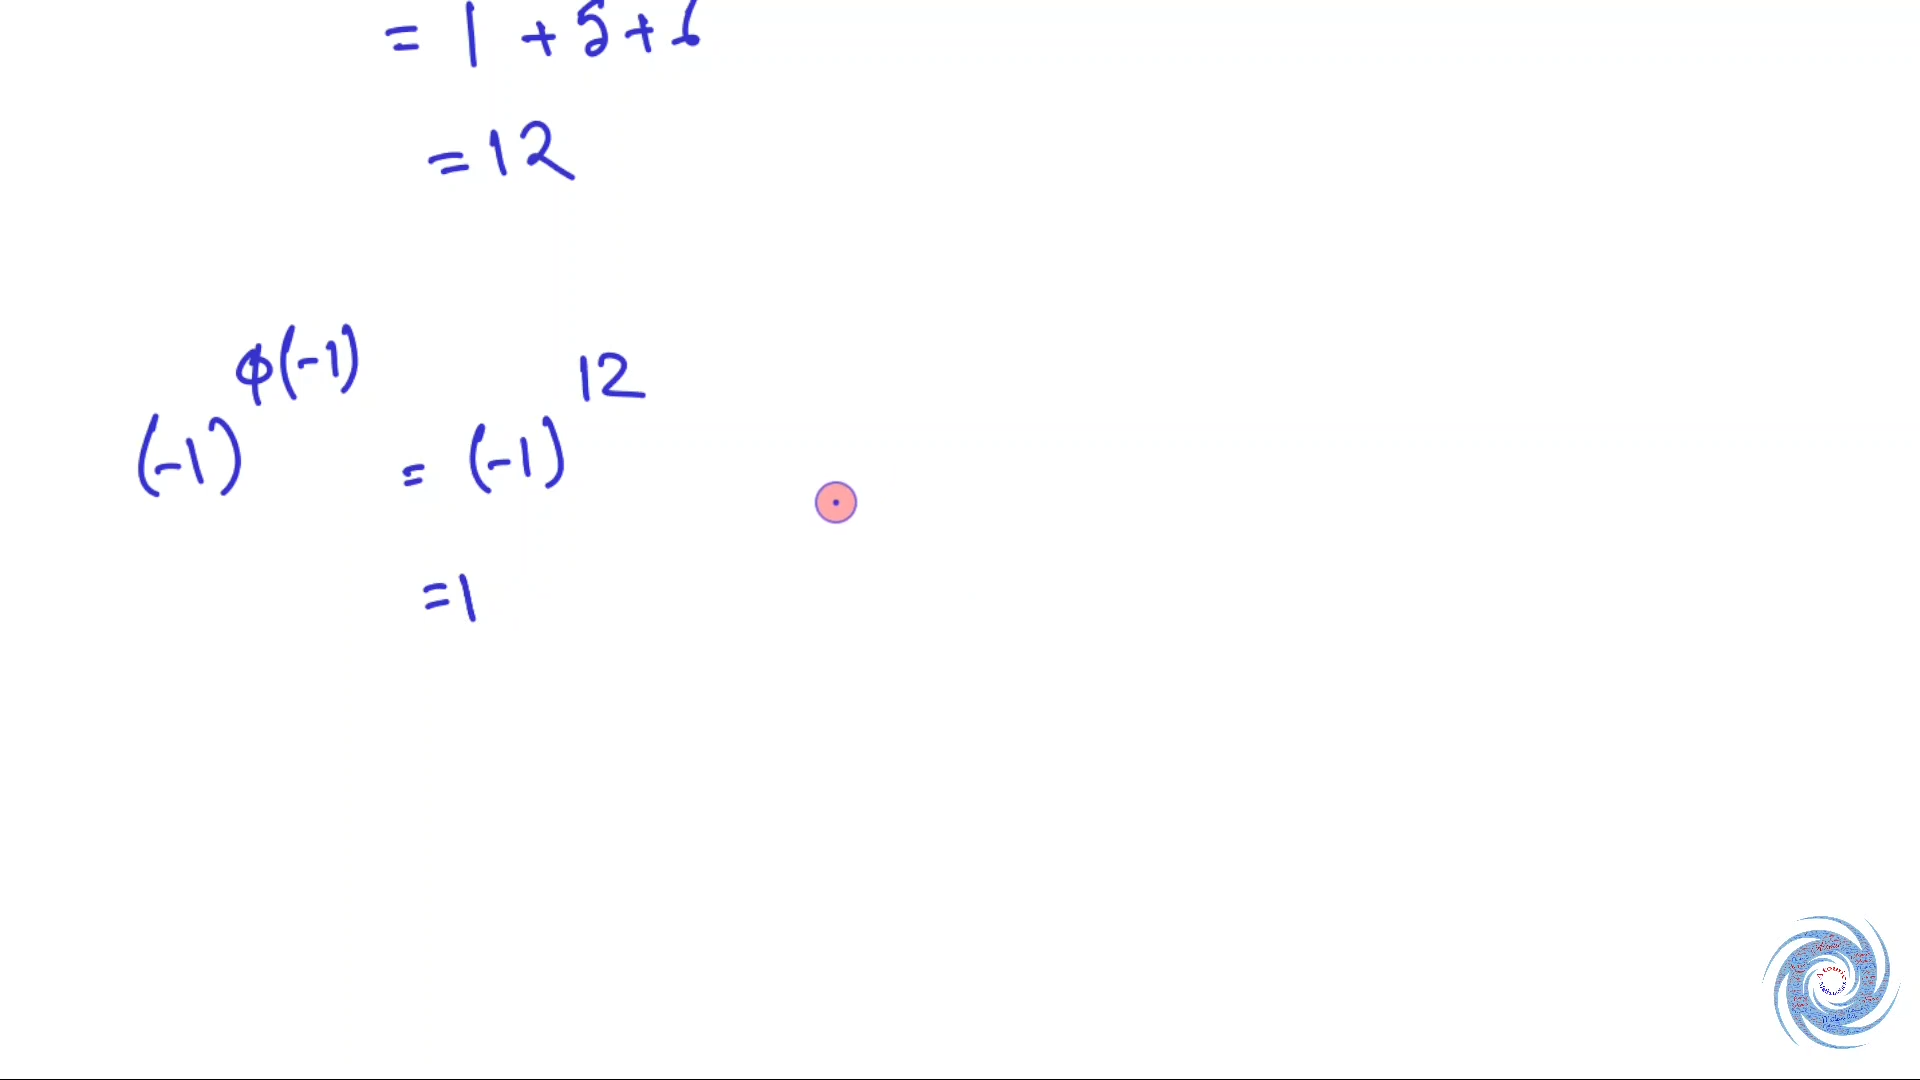 = 1 + 5 + 6
= 12
(-1)^ϕ(-1) = (-1)^12
= 1